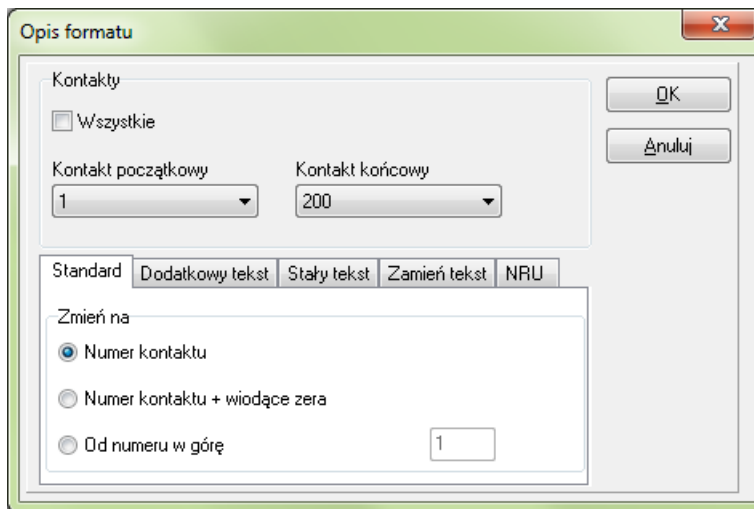 Opis formatu
Kontakty
OK
Wszystkie
Anuluj
Kontakt początkowy Kontakt końcowy
1 200
Standard Dodatkowy tekst Stały tekst Zamień tekst NRU
Zmień na
Numer kontaktu
Numer kontaktu + wiodące zera
Od numeru w górę 1